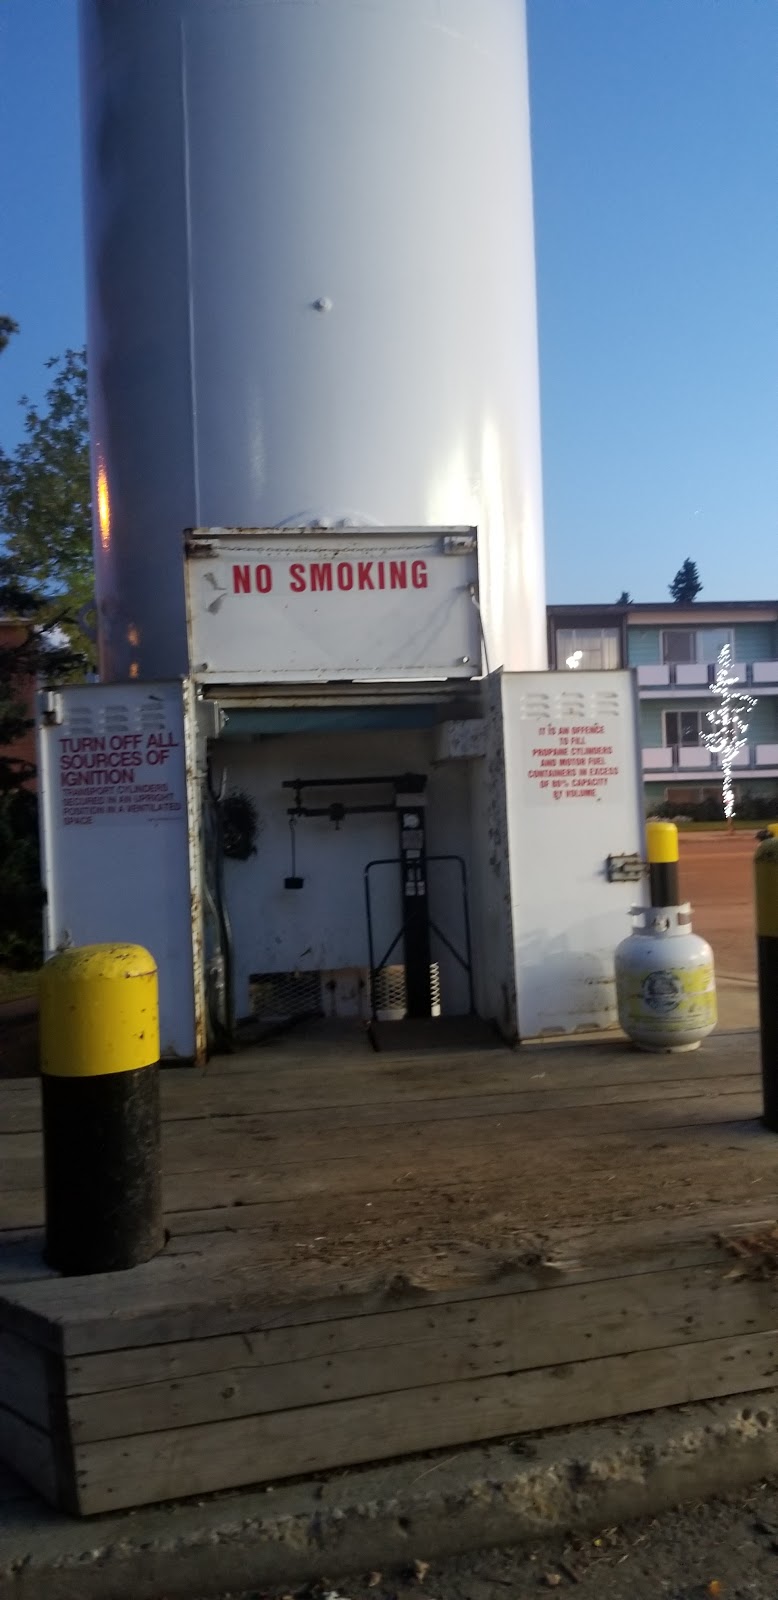 NO SMOKING
TURN OFF ALL
SOURCES OF
IGNITION
TRANSPORT CYLINDERS
SECURED IN AN UPRIGHT
POSITION IN A VENTILATED
SPACE
IT IS AN OFFENCE
TO FILL
PROPANE CYLINDERS
AND MOTOR FUEL
CONTAINERS IN EXCESS
OF 80% CAPACITY
BY VOLUME